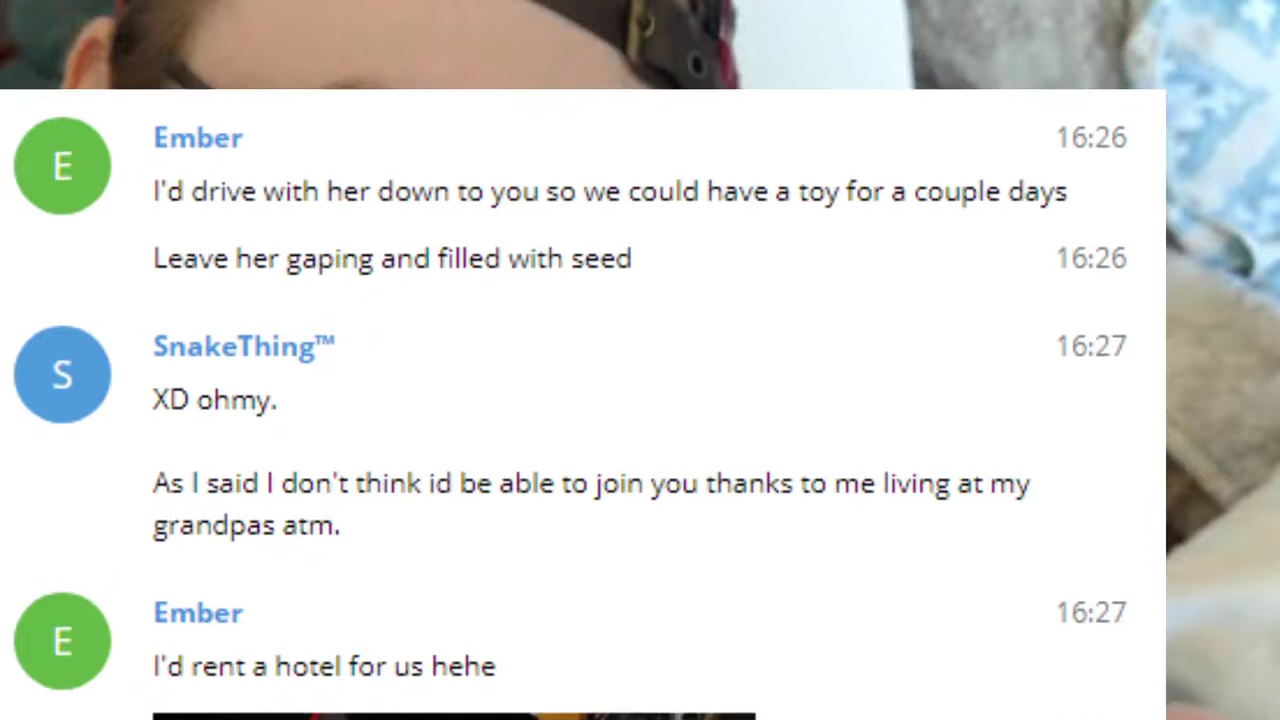 E
Ember 16:26
I'd drive with her down to you so we could have a toy for a couple days
Leave her gaping and filled with seed 16:26
S
SnakeThing™ 16:27
XD ohmy.
As I said I don't think id be able to join you thanks to me living at my
grandpas atm.
E
Ember 16:27
I'd rent a hotel for us hehe